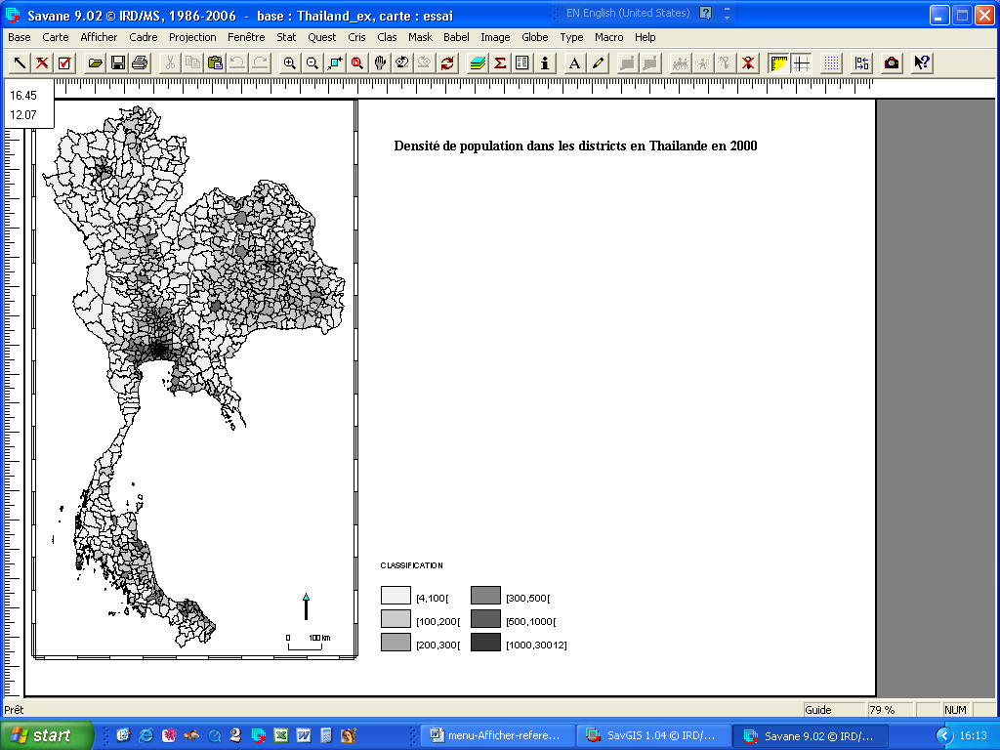 Savane 9.02 © IRD/MS, 1986-2006 - base : Thailand_ex, carte : essai
EN English (United States)
Base Carte Afficher Cadre Projection Fenêtre Stat Quest Cris Clas Mask Babel Image Globe Type Macro Help
16.45
12.07
Densité de population dans les districts en Thailande en 2000
CLASSIFICATION
[4,100[ [300,500[
[100,200[ [500,1000[
[200,300[ [1000,30012]
0 100 km
Prêt Guide 79 % NUM
start menu-Afficher-refere... SavGIS 1.04 © IRD/... Savane 9.02 © IRD/... 16:13